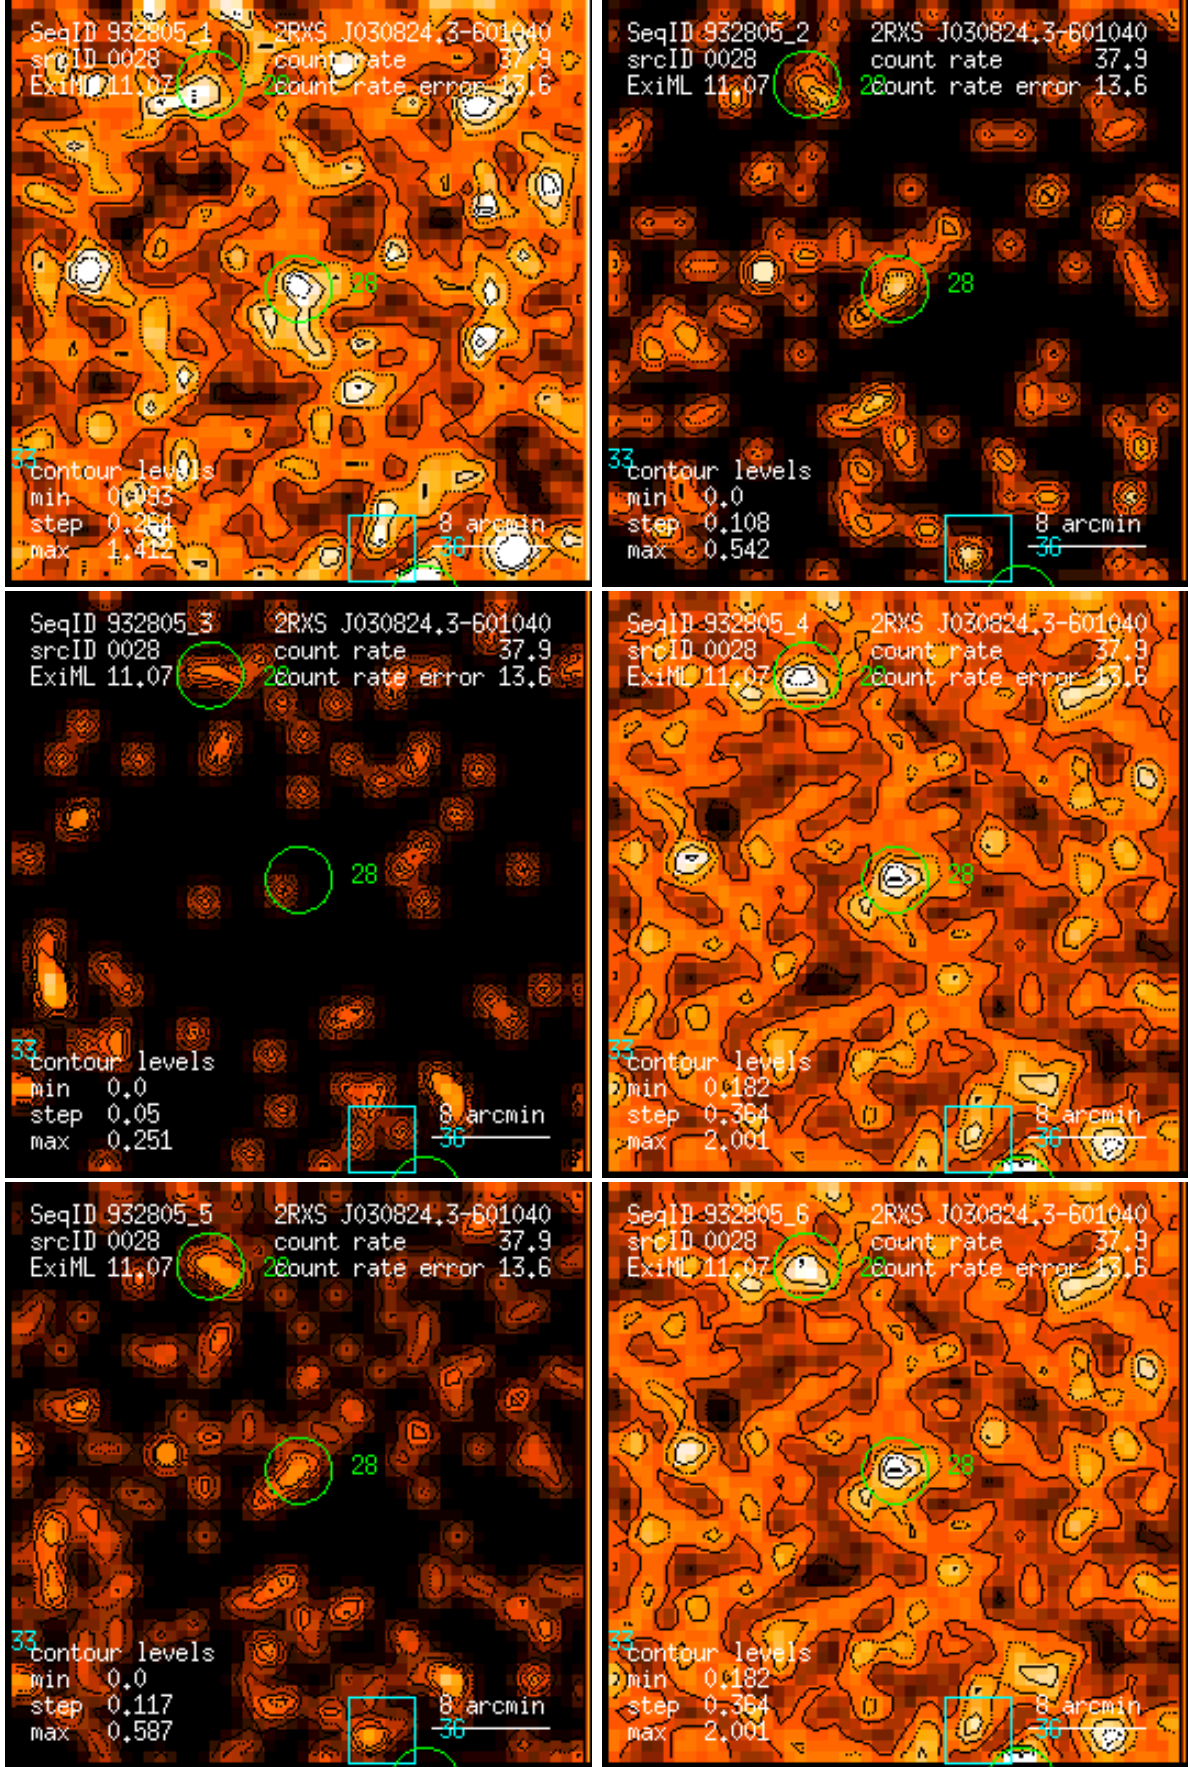 SeqID 932805_1 2RXS J030824.3-601040
srcID 0028 count rate 37.9
ExiML 11.07 count rate error 13.6
28
33
contour levels
min 0.093
step 0.264
max 1.412
8 arcmin
36
SeqID 932805_2 2RXS J030824.3-601040
srcID 0028 count rate 37.9
ExiML 11.07 count rate error 13.6
28
33
contour levels
min 0.0
step 0.108
max 0.542
8 arcmin
36
SeqID 932805_3 2RXS J030824.3-601040
srcID 0028 count rate 37.9
ExiML 11.07 count rate error 13.6
28
33
contour levels
min 0.0
step 0.05
max 0.251
8 arcmin
36
SeqID 932805_4 2RXS J030824.3-601040
srcID 0028 count rate 37.9
ExiML 11.07 count rate error 13.6
28
33
contour levels
min 0.182
step 0.364
max 2.001
8 arcmin
36
SeqID 932805_5 2RXS J030824.3-601040
srcID 0028 count rate 37.9
ExiML 11.07 count rate error 13.6
28
33
contour levels
min 0.0
step 0.117
max 0.587
8 arcmin
36
SeqID 932805_6 2RXS J030824.3-601040
srcID 0028 count rate 37.9
ExiML 11.07 count rate error 13.6
28
33
contour levels
min 0.182
step 0.364
max 2.001
8 arcmin
36